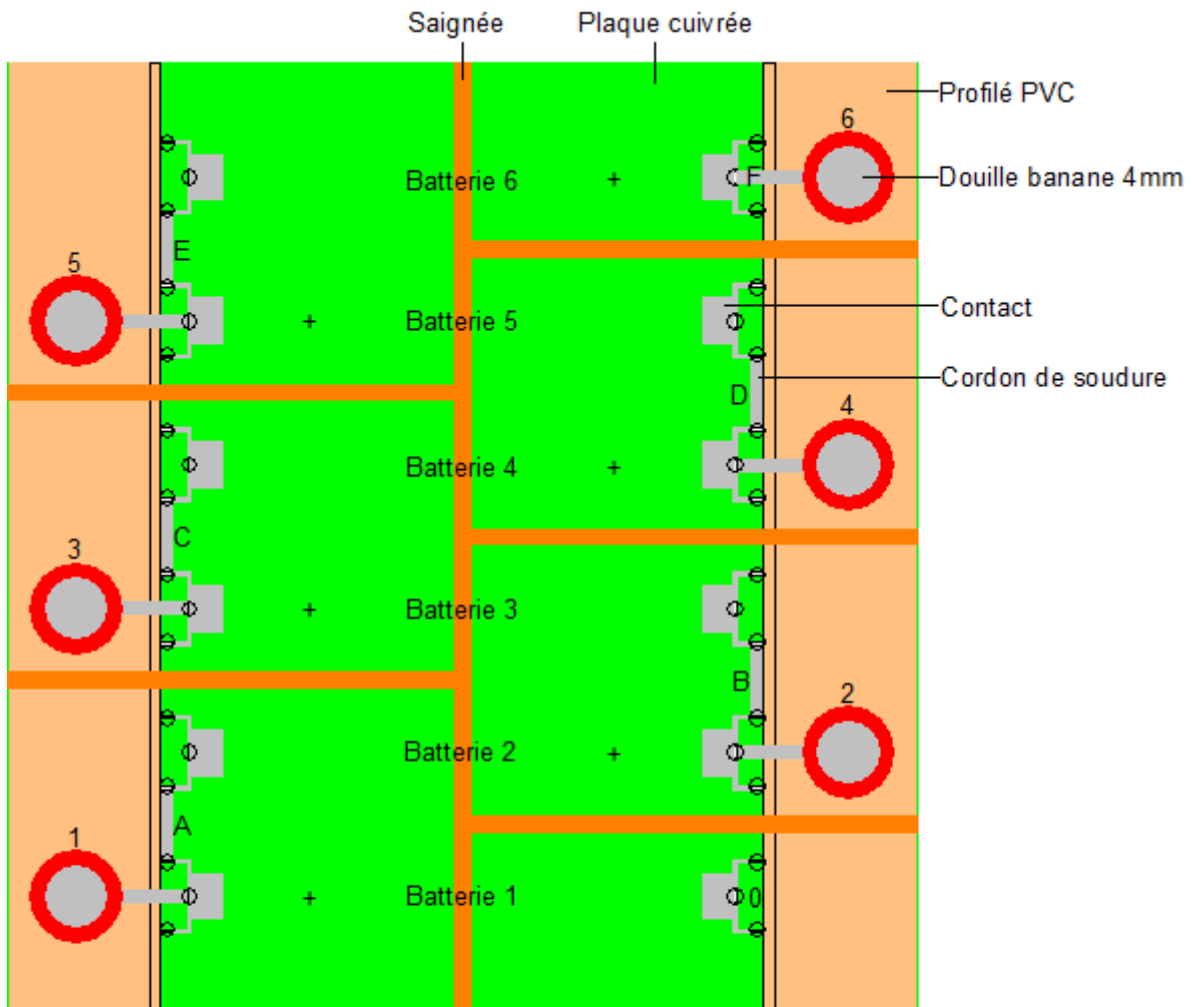 Saignée Plaque cuivrée
Profilé PVC
6
Batterie 6 + F Douille banane 4mm
E
5
Contact
+ Batterie 5
Cordon de soudure
D
4
Batterie 4 +
C
3
+ Batterie 3
B
2
Batterie 2 +
A
1
+ Batterie 1 0